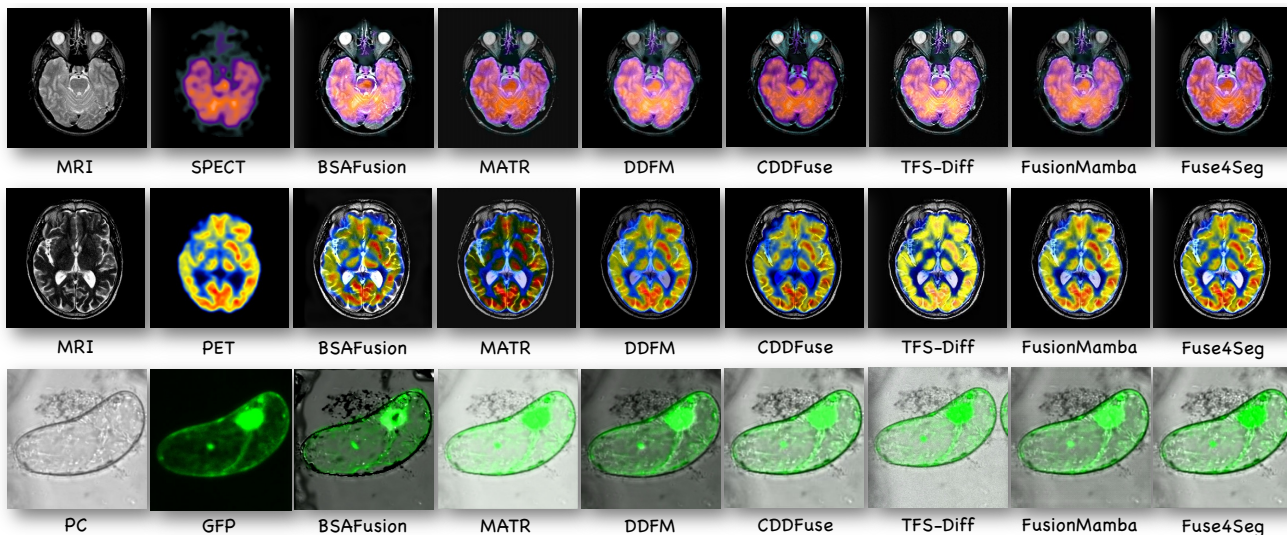 MRI SPECT BSAFusion MATR DDFM CDDFuse TFS-Diff FusionMamba Fuse4Seg
MRI PET BSAFusion MATR DDFM CDDFuse TFS-Diff FusionMamba Fuse4Seg
PC GFP BSAFusion MATR DDFM CDDFuse TFS-Diff FusionMamba Fuse4Seg